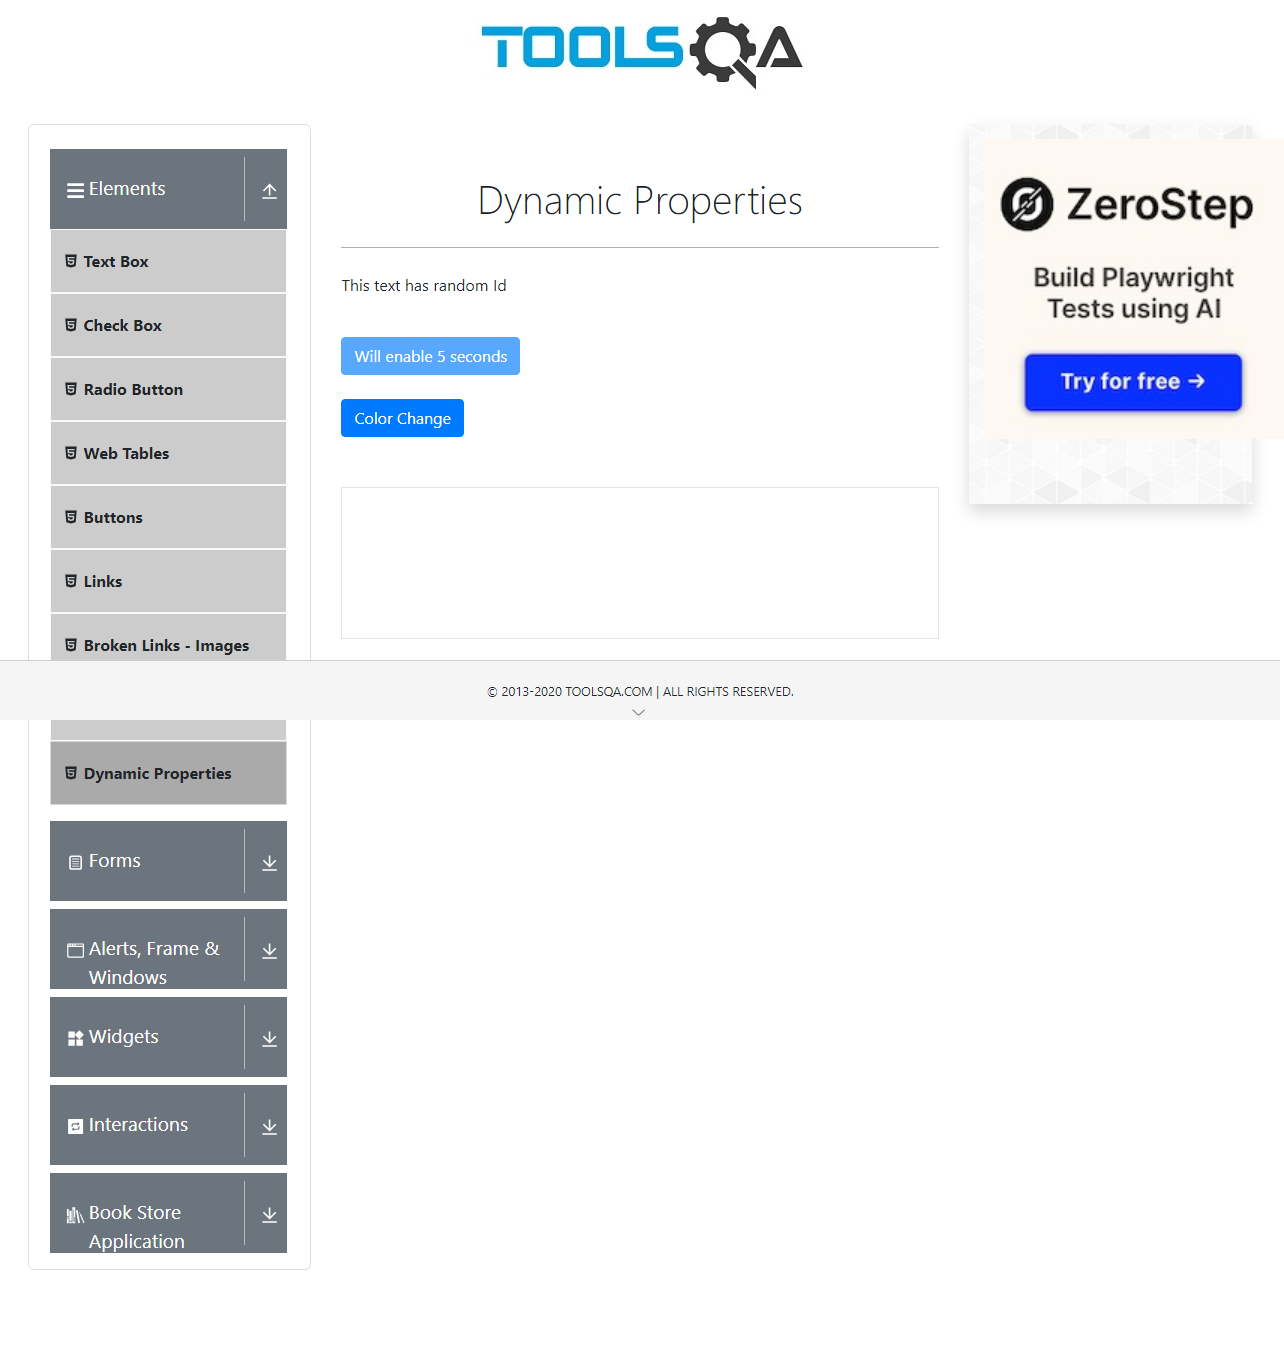 TOOLSQA
Elements
Text Box
Check Box
Radio Button
Web Tables
Buttons
Links
Broken Links - Images
Dynamic Properties
Forms
Alerts, Frame &
Windows
Widgets
Interactions
Book Store
Application
Dynamic Properties
This text has random Id
Will enable 5 seconds
Color Change
ZeroStep
Build Playwright
Tests using AI
Try for free →
© 2013-2020 TOOLSQA.COM | ALL RIGHTS RESERVED.